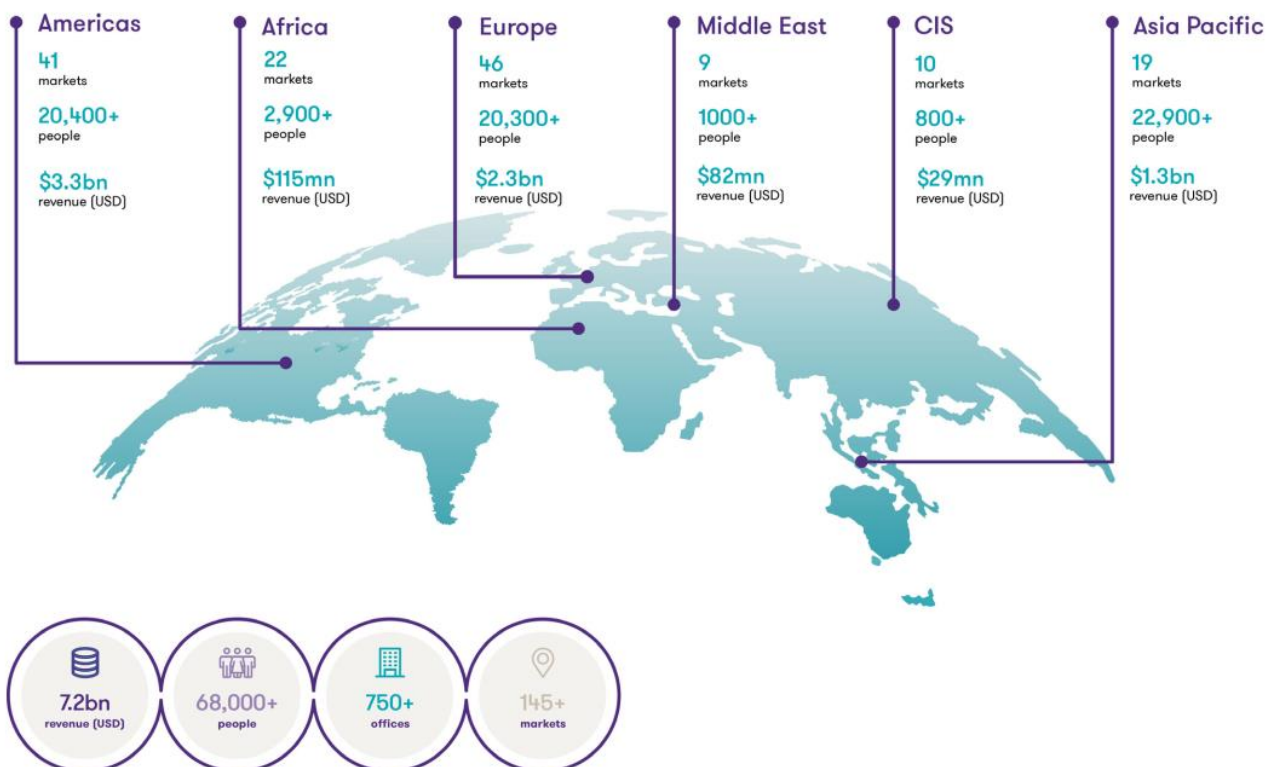 Americas
41
markets
20,400+
people
$3.3bn
revenue (USD)
Africa
22
markets
2,900+
people
$115mn
revenue (USD)
Europe
46
markets
20,300+
people
$2.3bn
revenue (USD)
Middle East
9
markets
1000+
people
$82mn
revenue (USD)
CIS
10
markets
800+
people
$29mn
revenue (USD)
Asia Pacific
19
markets
22,900+
people
$1.3bn
revenue (USD)
7.2bn
revenue (USD)
68,000+
people
750+
offices
145+
markets